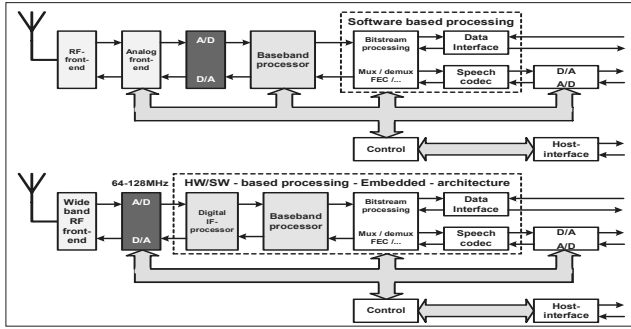 Software based processing
RF-
front-
end
Analog
front-
end
A/D
D/A
Baseband
processor
Bitstream
processing
Mux / demux
FEC /...
Data
Interface
Speech
codec
D/A
A/D
Control
Host-
interface
64-128MHz
HW/SW - based processing - Embedded - architecture
Wide
band
RF
front-
end
A/D
D/A
Digital
IF-
processor
Baseband
processor
Bitstream
processing
Mux / demux
FEC /...
Data
Interface
Speech
codec
D/A
A/D
Control
Host-
interface